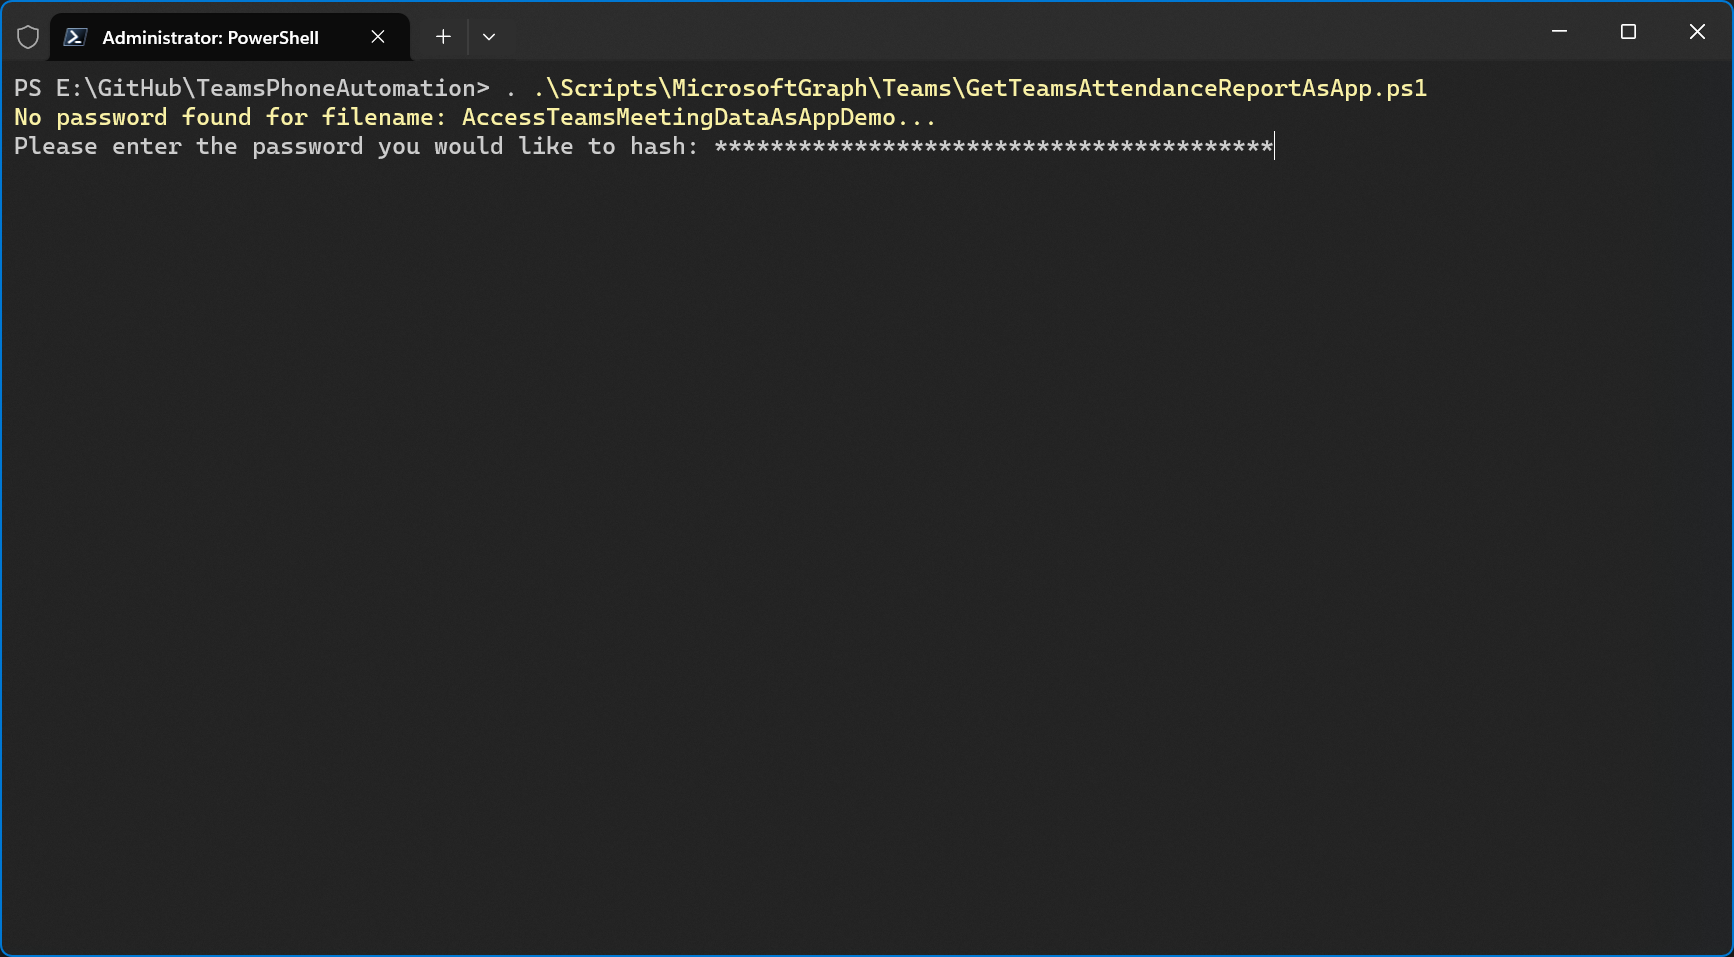 Administrator: PowerShell
PS E:\GitHub\TeamsPhoneAutomation> . .\Scripts\MicrosoftGraph\Teams\GetTeamsAttendanceReportAsApp.ps1
No password found for filename: AccessTeamsMeetingDataAsAppDemo...
Please enter the password you would like to hash: ****************************************